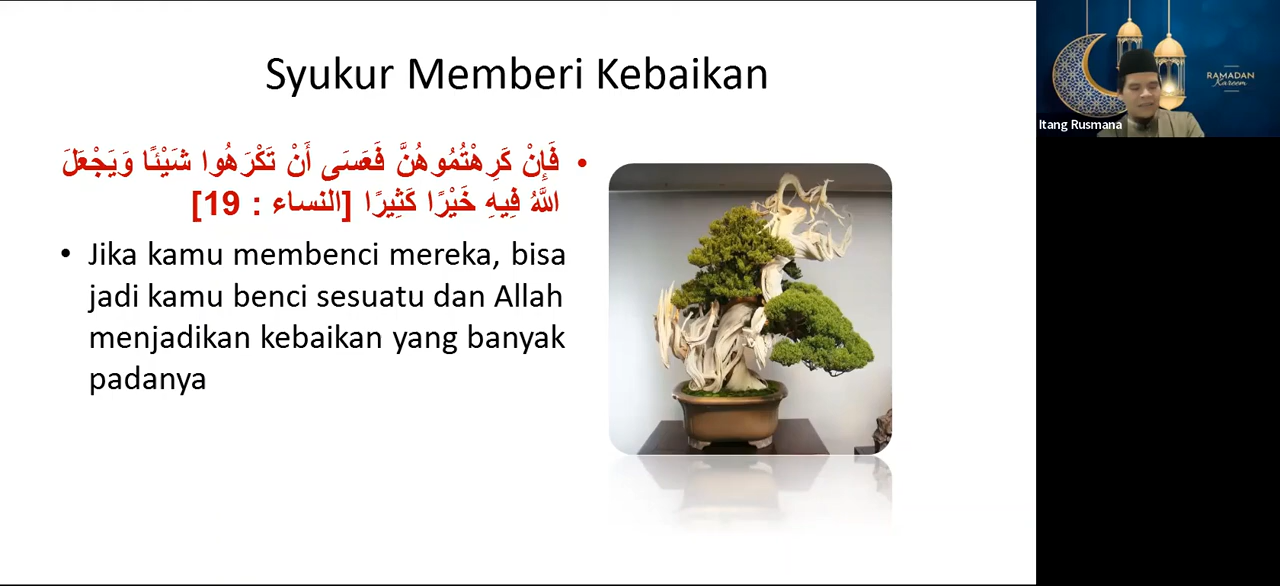 Syukur Memberi Kebaikan
• فَإِنْ كَرِهْتُمُوهُنَّ فَعَسَى أَنْ تَكْرَهُوا شَيْئًا وَيَجْعَلَ
اللَّهُ فِيهِ خَيْرًا كَثِيرًا [النساء : 19]
• Jika kamu membenci mereka, bisa
jadi kamu benci sesuatu dan Allah
menjadikan kebaikan yang banyak
padanya
RAMADAN
Kareem
Itang Rusmana